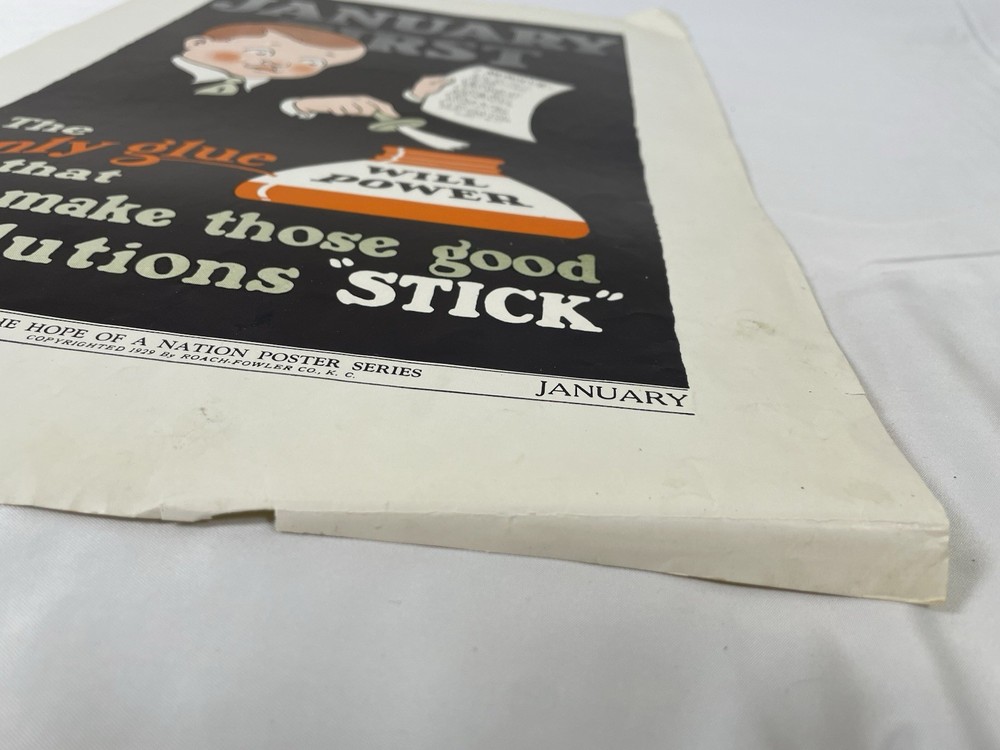 JANUARY
The
nly glue
that
make those good
lutions "STICK"
WILL
POWER
HE HOPE OF A NATION POSTER SERIES
COPYRIGHTED 1929 By ROACH-FOWLER CO., K. C.
JANUARY